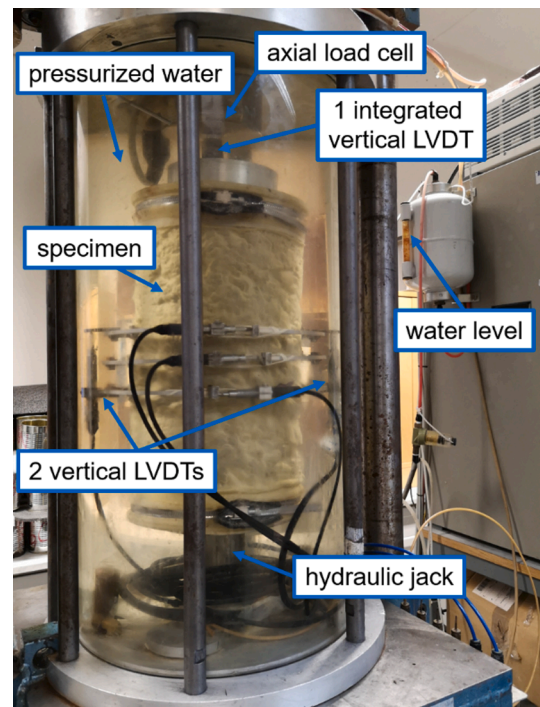 axial load cell
pressurized water
1 integrated
vertical LVDT
specimen
water level
2 vertical LVDTs
hydraulic jack